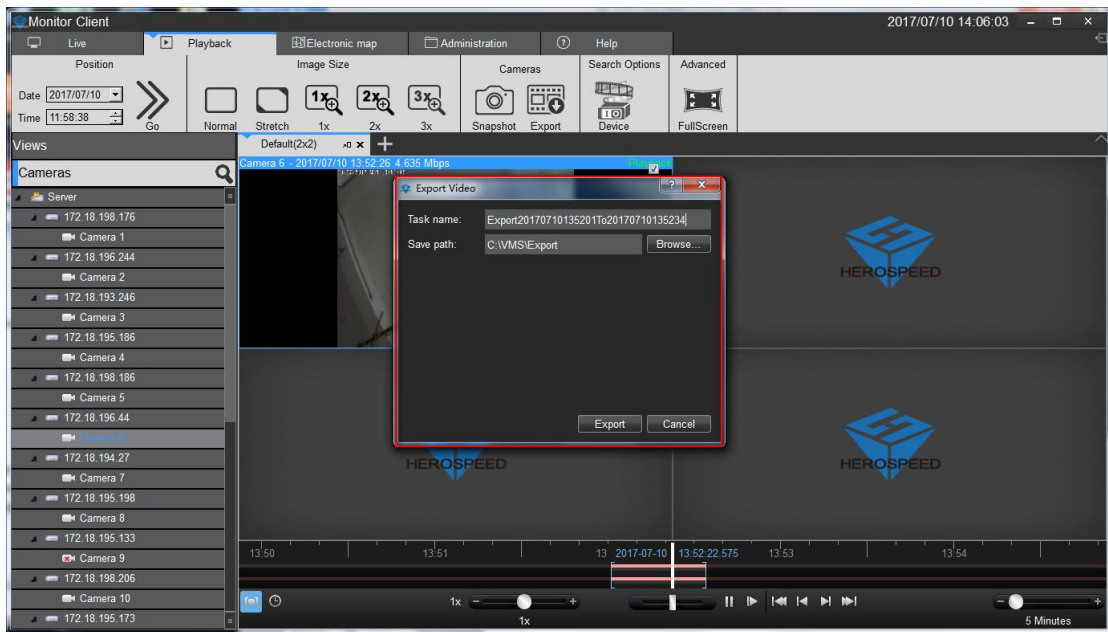 Monitor Client 2017/07/10 14:06:03
Live Playback Electronic map Administration Help
Position Image Size Cameras Search Options Advanced
Date 2017/07/10
Time 11:58:38
Go Normal Stretch 1x 2x 3x Snapshot Export Device FullScreen
1x 2x 3x
Views
Default(2x2)
Cameras
Camera 6 - 2017/07/10 13:52:26 4.635 Mbps Playback
Server
172.18.198.176
Camera 1
172.18.196.244
Camera 2
172.18.193.246
Camera 3
172.18.195.186
Camera 4
172.18.198.186
Camera 5
172.18.196.44
Camera 6
172.18.194.27
Camera 7
172.18.195.198
Camera 8
172.18.195.133
Camera 9
172.18.198.206
Camera 10
172.18.195.173
Export Video
Task name: Export20170710135201To20170710135234
Save path: C:\VMS\Export Browse...
Export Cancel
HEROSPEED
HEROSPEED
HEROSPEED
13:50 13:51 13 2017-07-10 13:52:22.575 13:53 13:54
1x
1x 5 Minutes